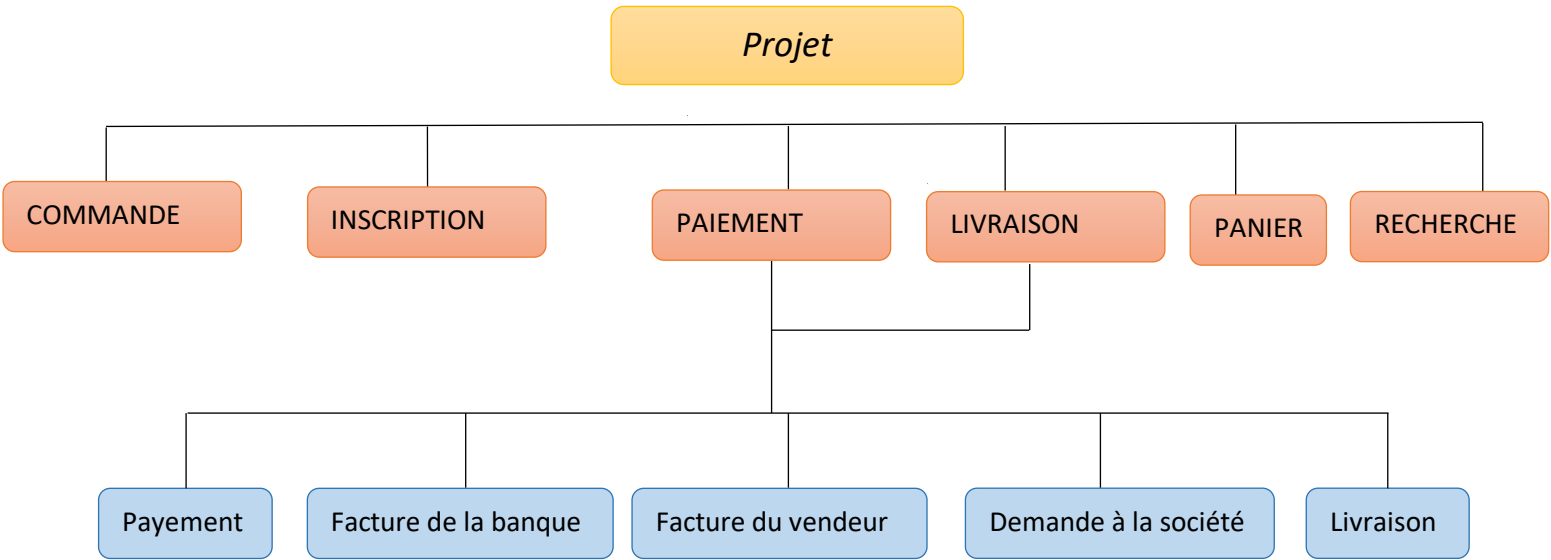 Projet
COMMANDE
INSCRIPTION
PAIEMENT
LIVRAISON
PANIER
RECHERCHE
Payement
Facture de la banque
Facture du vendeur
Demande à la société
Livraison